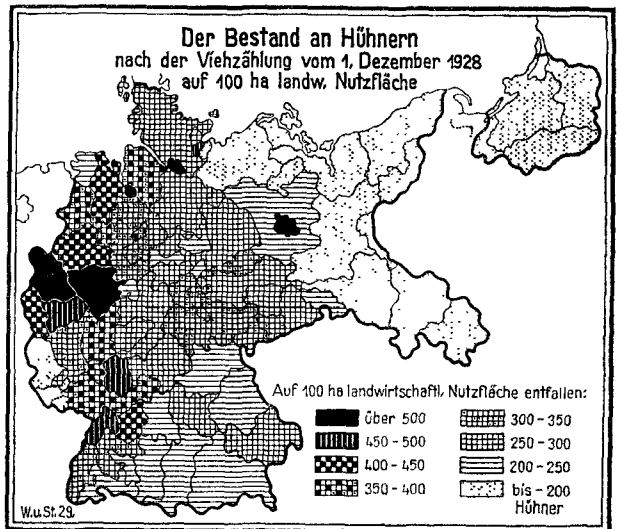 Der Bestand an Hühnern
nach der Viehzählung vom 1. Dezember 1928
auf 100 ha landw. Nutzfläche
Auf 100 ha landwirtschaftl. Nutzfläche entfallen:
über 500
450 - 500
400 - 450
350 - 400
300 - 350
250 - 300
200 - 250
bis - 200
Hühner
W.u.St.29.